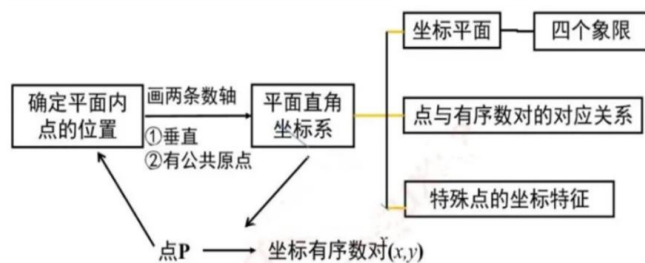 坐标平面
四个象限
确定平面内
点的位置
画两条数轴
①垂直
②有公共原点
平面直角
坐标系
点与有序数对的对应关系
特殊点的坐标特征
点P
坐标有序数对(x,y)